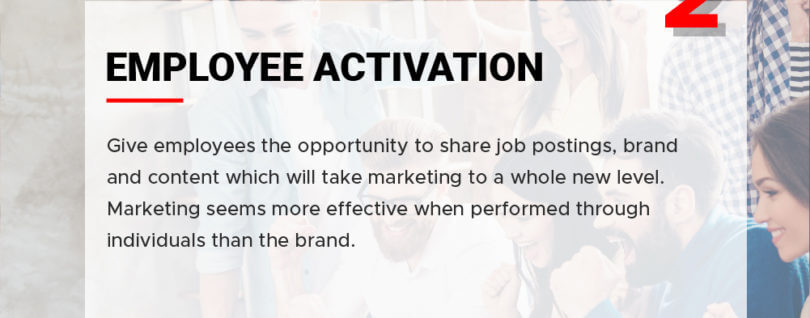 2
EMPLOYEE ACTIVATION
Give employees the opportunity to share job postings, brand
and content which will take marketing to a whole new level.
Marketing seems more effective when performed through
individuals than the brand.